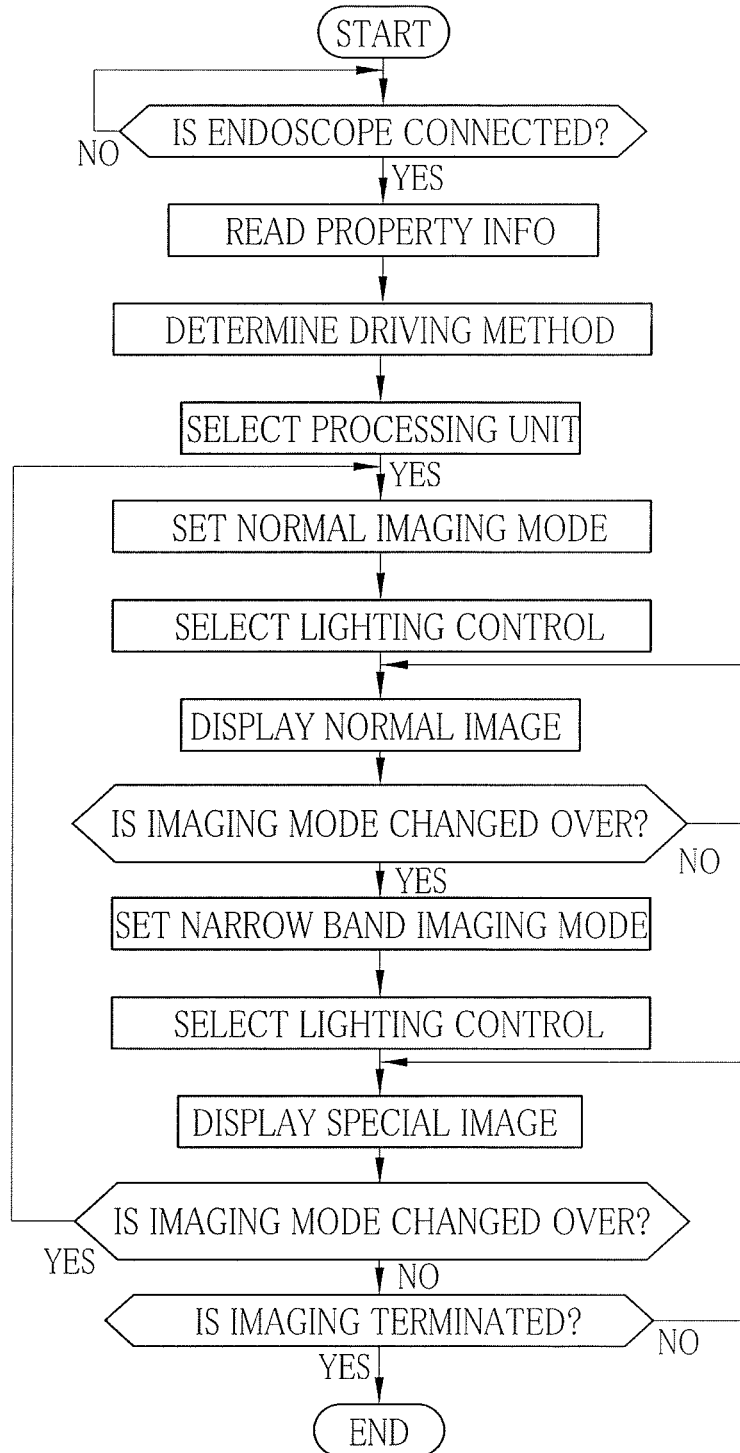 START
IS ENDOSCOPE CONNECTED?
NO
YES
READ PROPERTY INFO
DETERMINE DRIVING METHOD
SELECT PROCESSING UNIT
YES
SET NORMAL IMAGING MODE
SELECT LIGHTING CONTROL
DISPLAY NORMAL IMAGE
IS IMAGING MODE CHANGED OVER?
NO
YES
SET NARROW BAND IMAGING MODE
SELECT LIGHTING CONTROL
DISPLAY SPECIAL IMAGE
IS IMAGING MODE CHANGED OVER?
YES
NO
IS IMAGING TERMINATED?
NO
YES
END